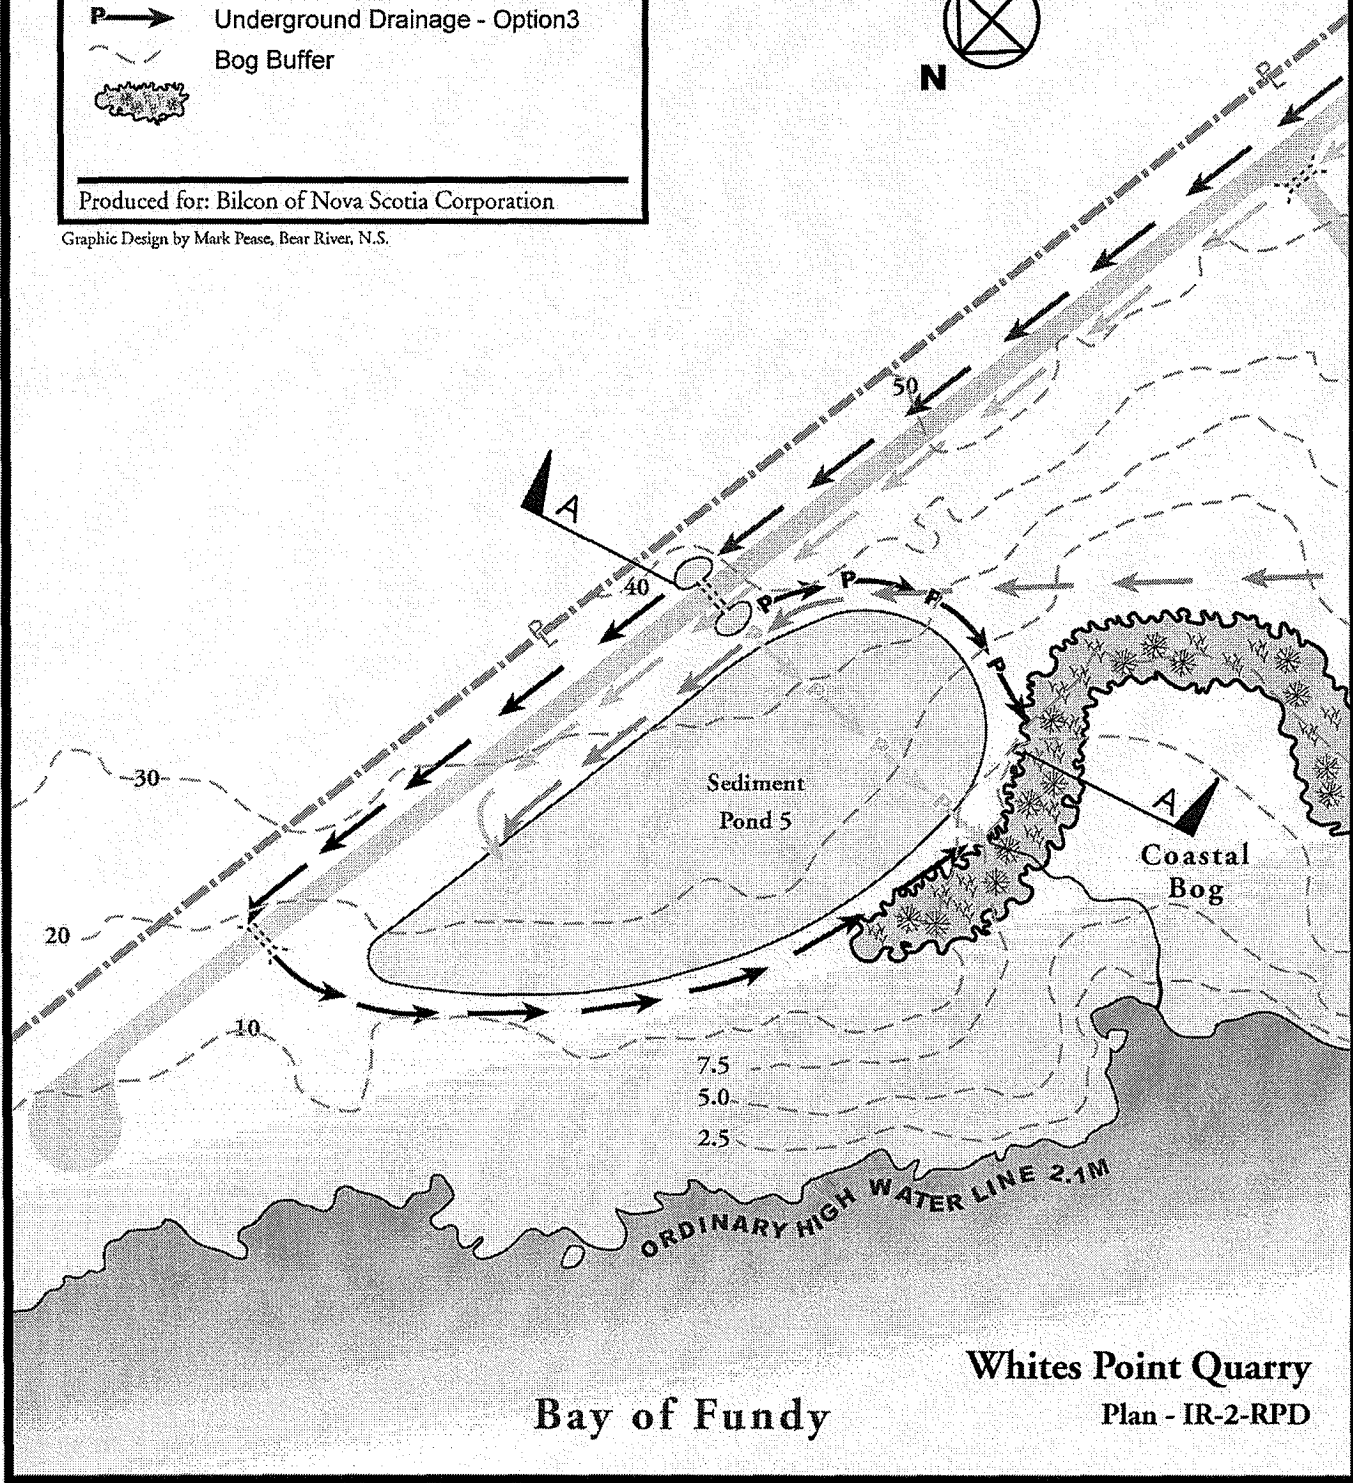 P Underground Drainage - Option3
Bog Buffer
Produced for: Bilcon of Nova Scotia Corporation
Graphic Design by Mark Pease, Bear River, N.S.
N
PL
50
A
40
P
P
P
P
PL
P
P
P
30
Sediment
Pond 5
A
Coastal
Bog
20
10
7.5
5.0
2.5
ORDINARY HIGH WATER LINE 2.1M
Whites Point Quarry
Plan - IR-2-RPD
Bay of Fundy